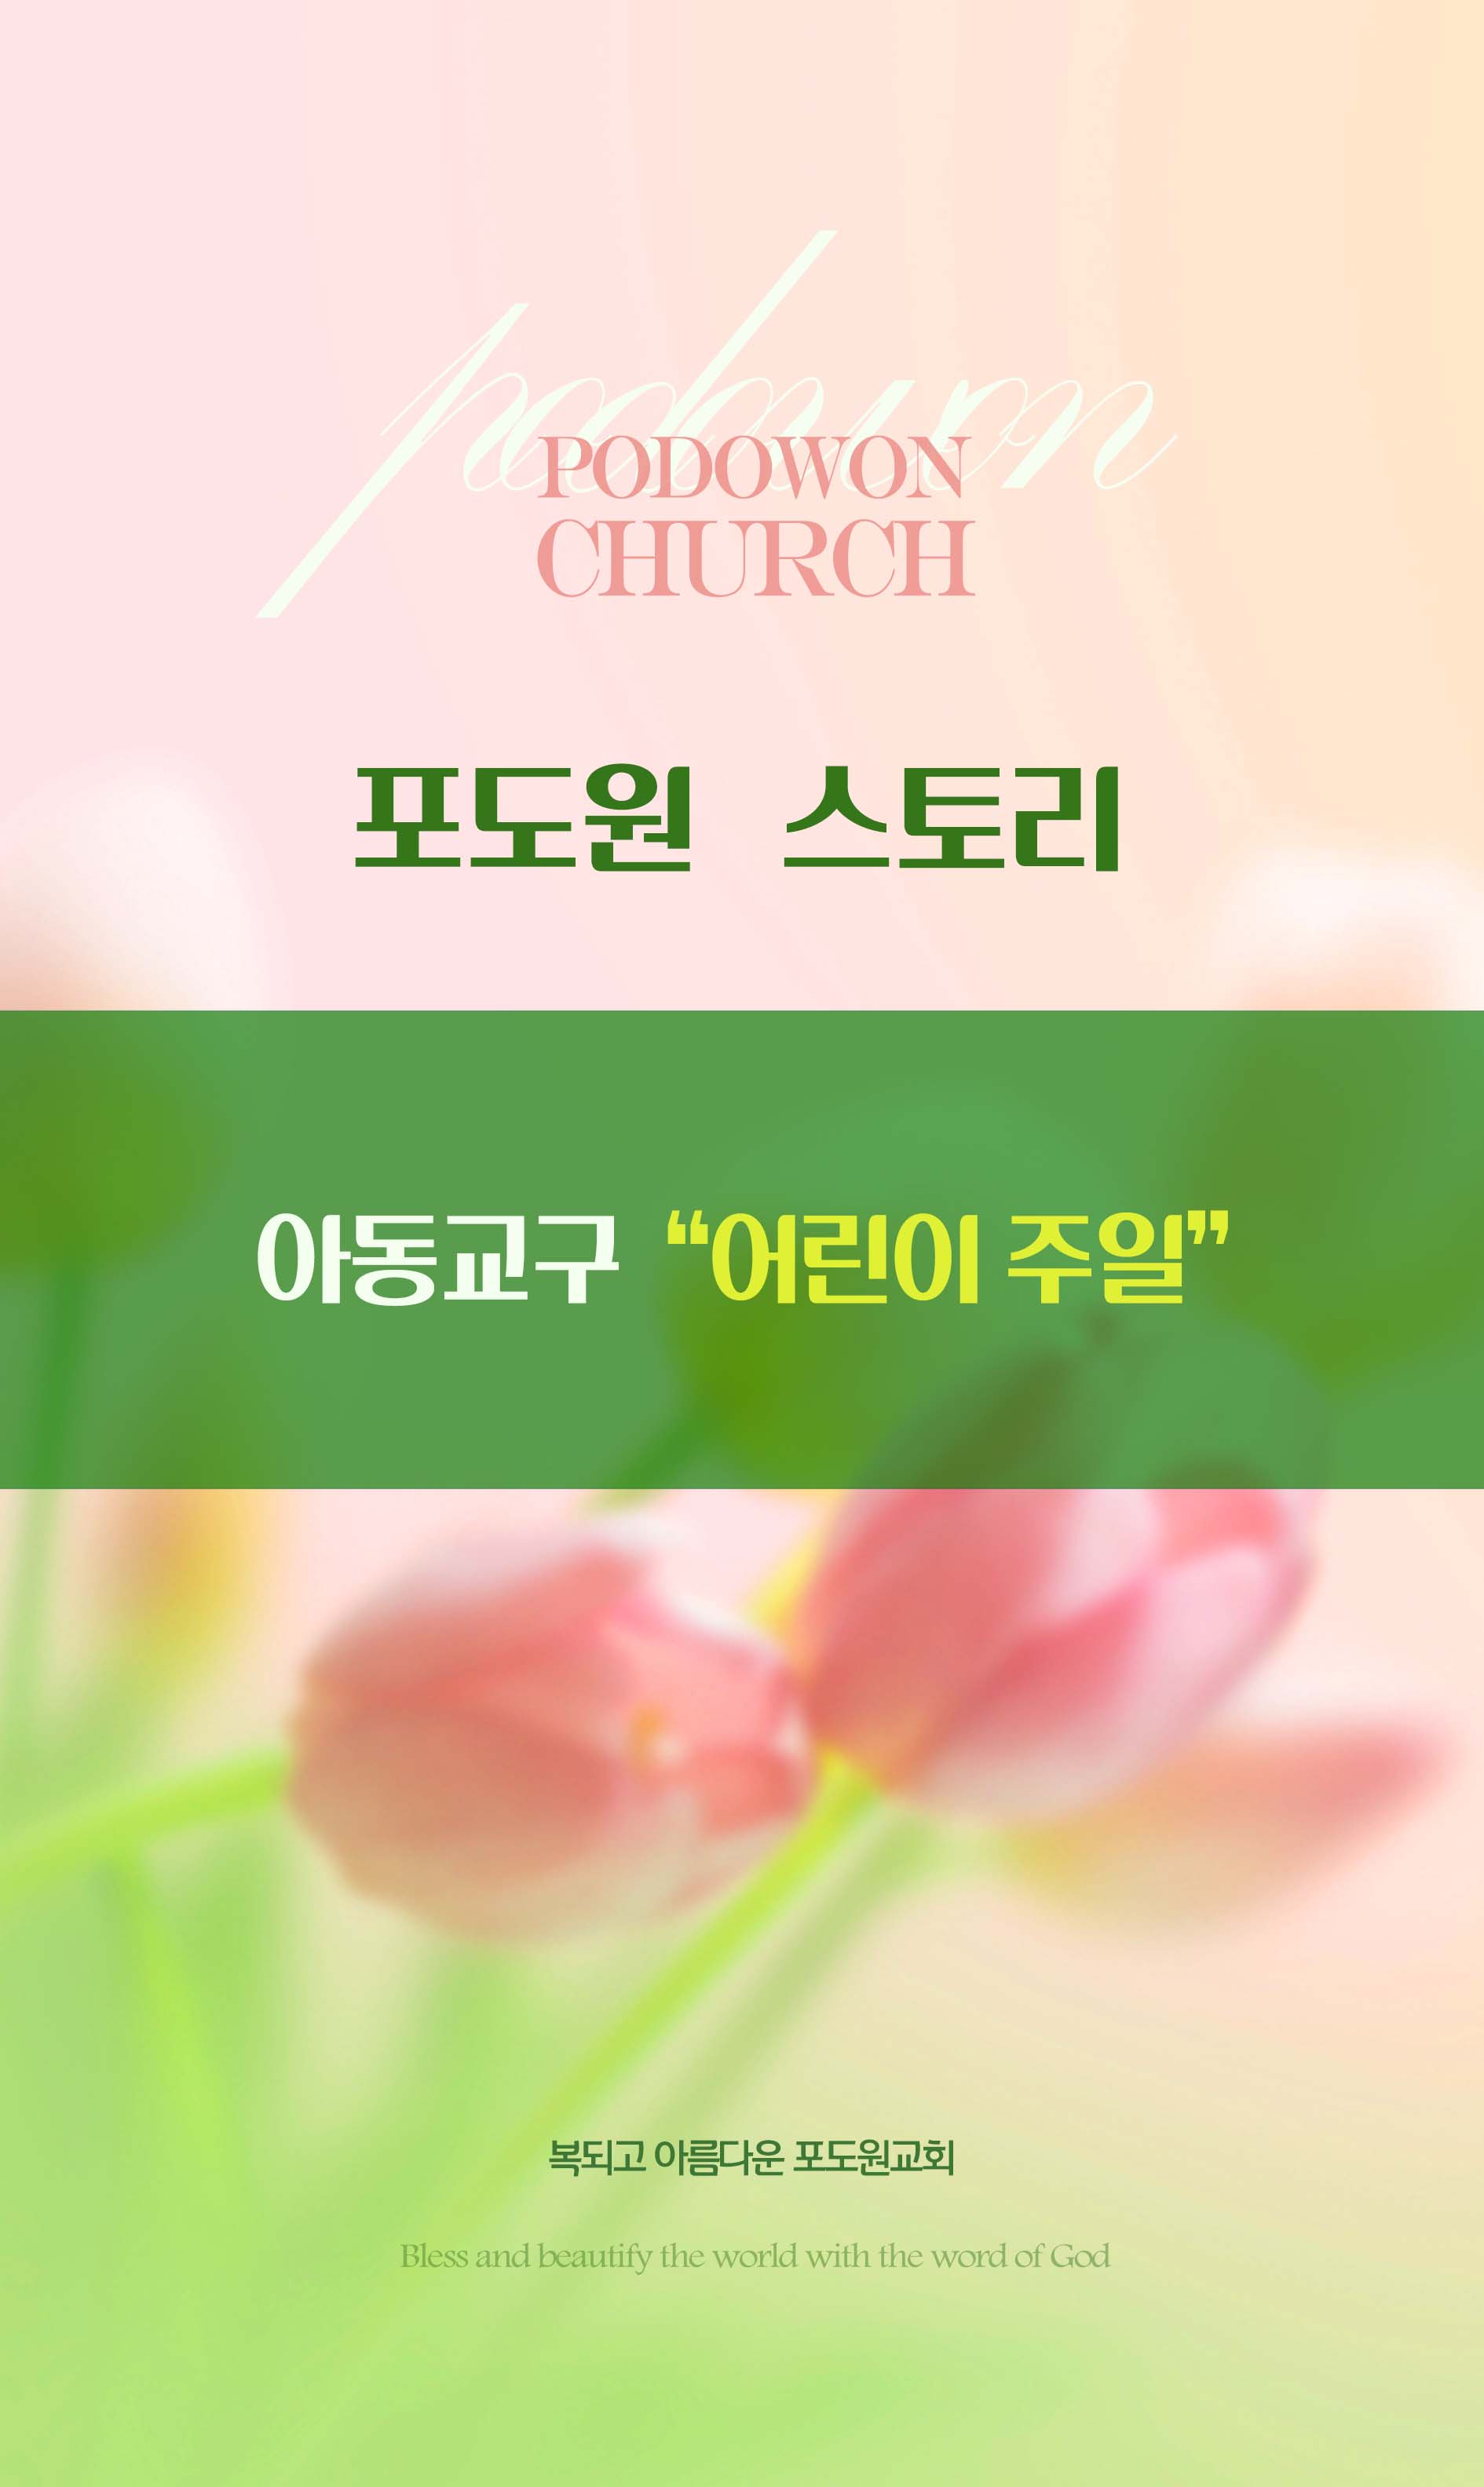 podowon
PODOWON
CHURCH
포도원 스토리
아동교구 “어린이 주일”
복되고 아름다운 포도원교회
Bless and beautify the world with the word of God